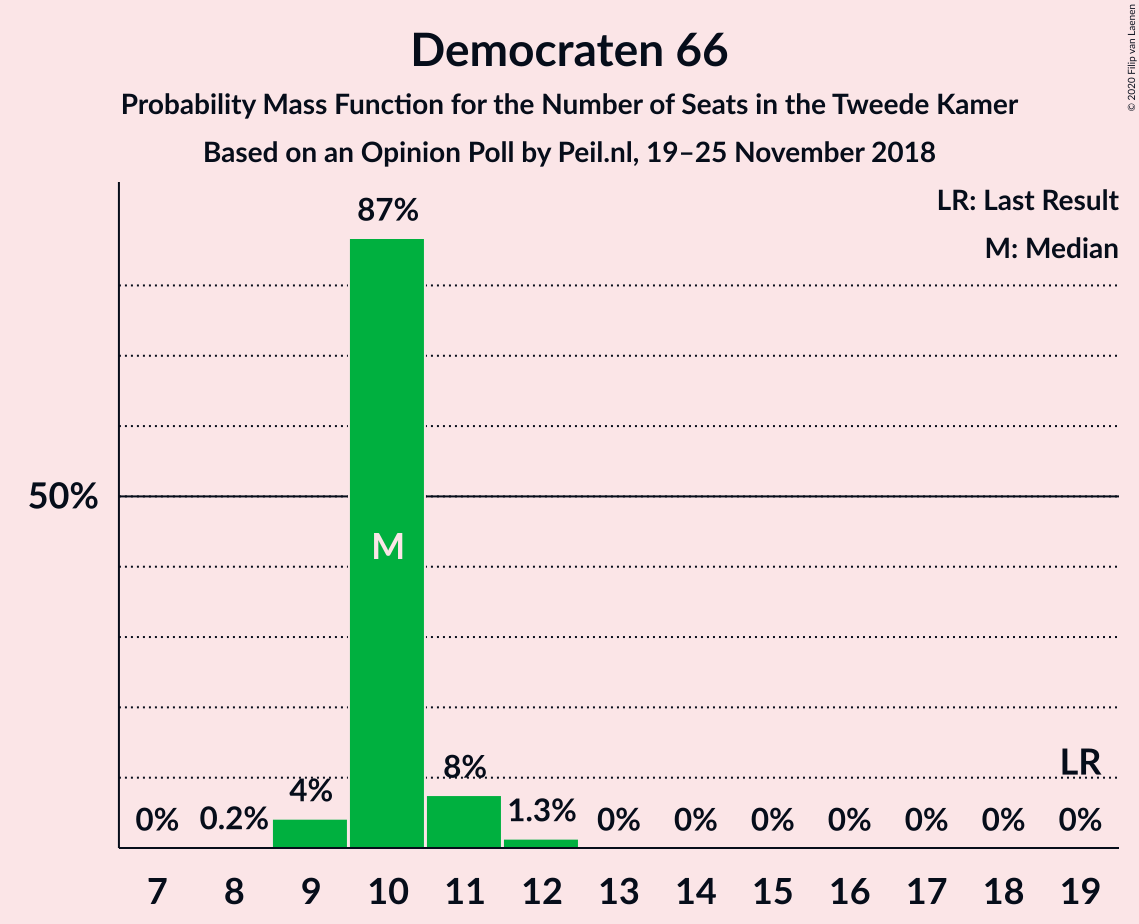 Democraten 66
Probability Mass Function for the Number of Seats in the Tweede Kamer
Based on an Opinion Poll by Peil.nl, 19–25 November 2018
© 2020 Filip van Laenen
LR: Last Result
M: Median
50%
0%
0.2%
4%
87%
M
8%
1.3%
0%
0%
0%
0%
0%
0%
LR
0%
7 8 9 10 11 12 13 14 15 16 17 18 19